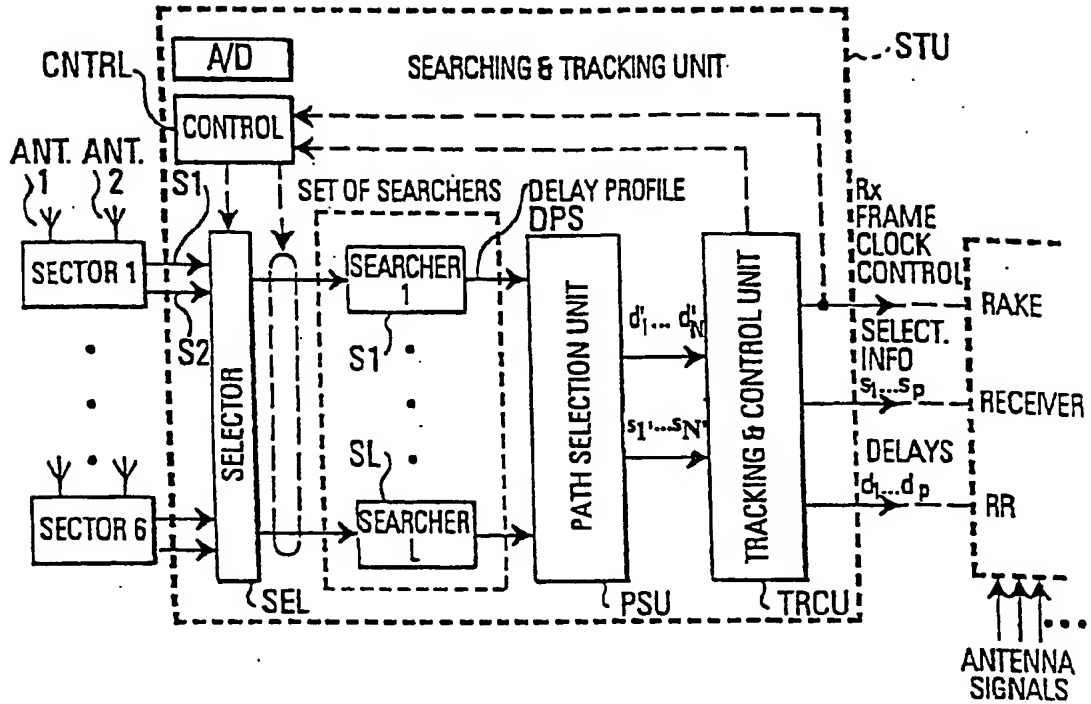 A/D
SEARCHING & TRACKING UNIT
STU
CNTRL
CONTROL
ANT. 1
ANT. 2
S1
SET OF SEARCHERS
DELAY PROFILE
DPS
Rx
FRAME
CLOCK
CONTROL
SECTOR 1
S2
SELECTOR
SEARCHER
1
S1
PATH SELECTION UNIT
d'1... d'N
s1'...sN'
TRACKING & CONTROL UNIT
RAKE
SELECT.
INFO
s1...sp
RECEIVER
SL
DELAYS
d1...dp
RR
SECTOR 6
SEARCHER
L
SEL
PSU
TRCU
ANTENNA
SIGNALS